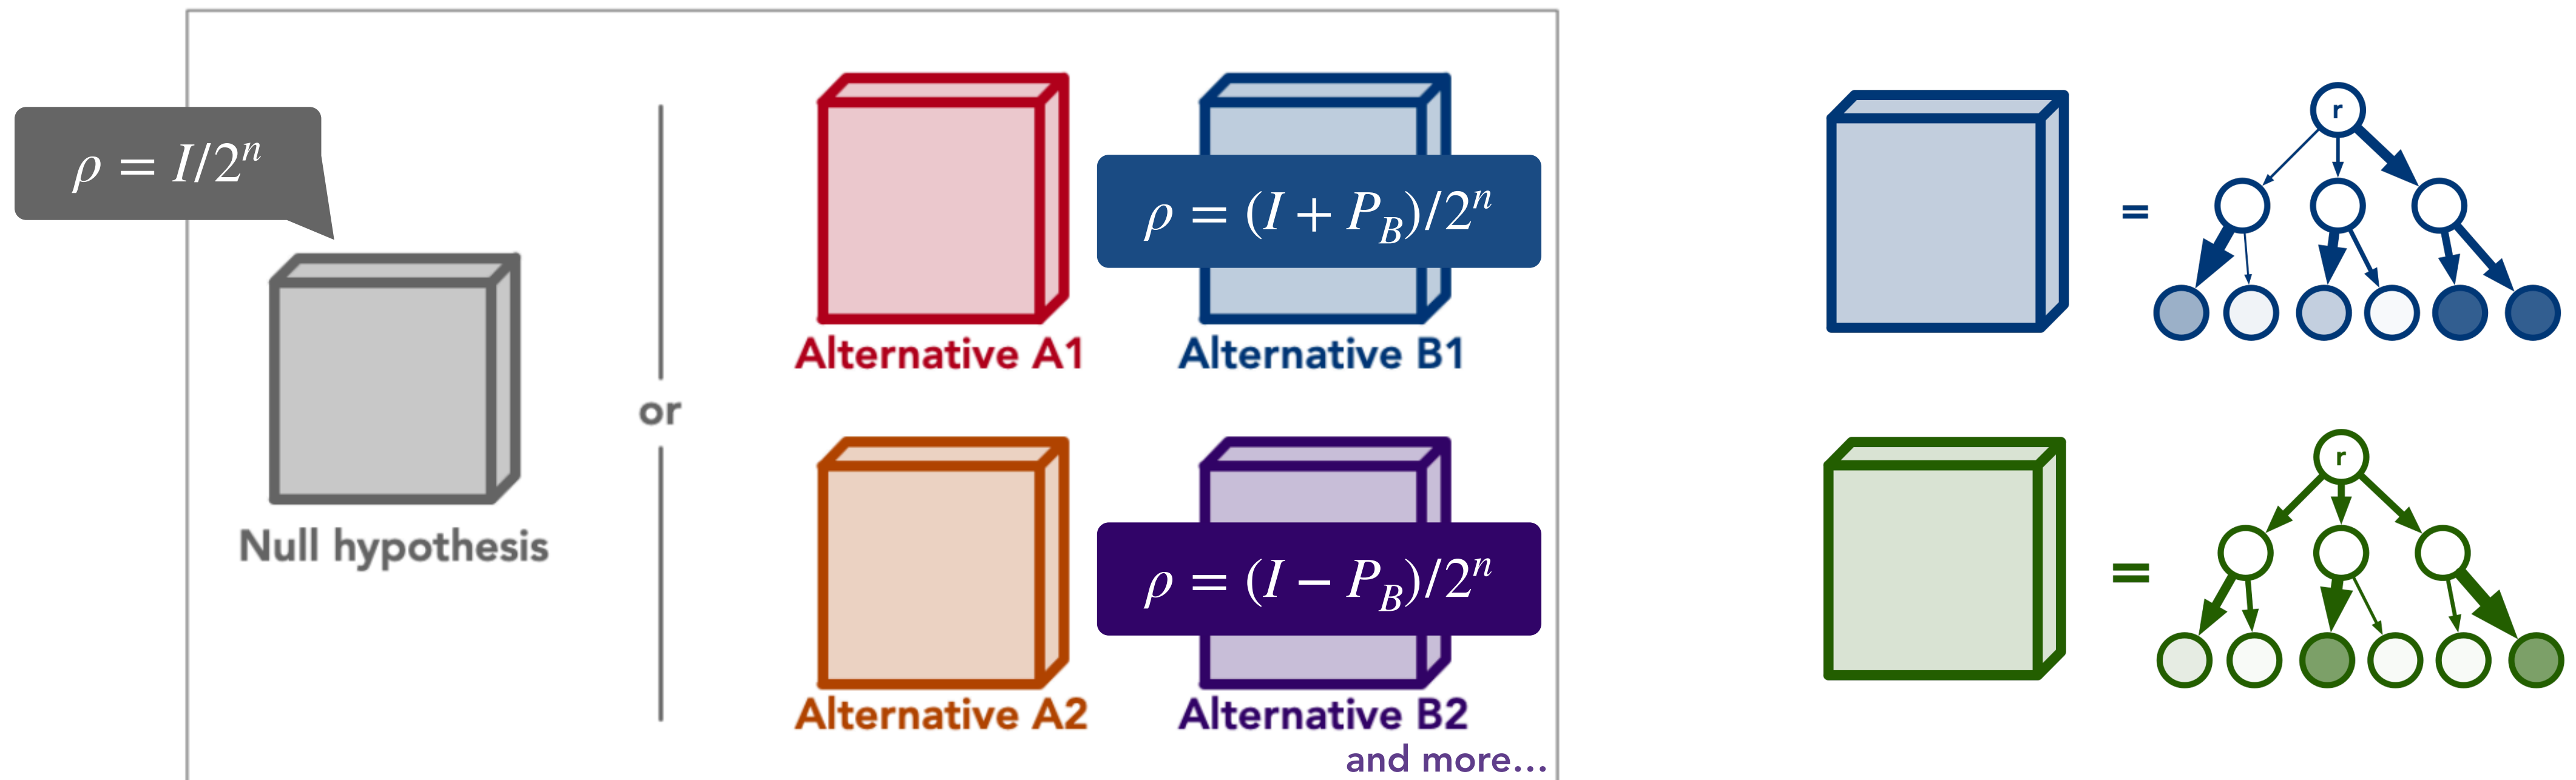 ρ = I/2ⁿ
Null hypothesis
or
Alternative A1
ρ = (I + P_B)/2ⁿ
Alternative B1
Alternative A2
ρ = (I − P_B)/2ⁿ
Alternative B2
and more...
r
=
r
=